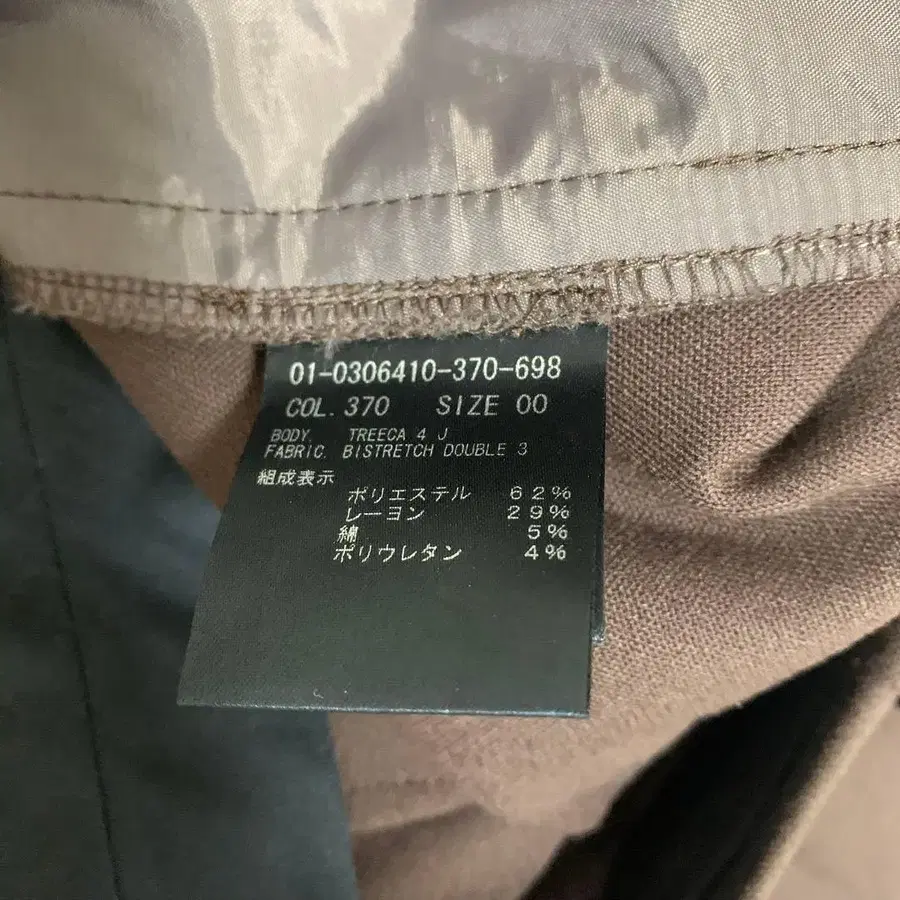 01-0306410-370-698
COL. 370 SIZE 00
BODY. TREECA 4 J
FABRIC. BISTRETCH DOUBLE 3
組成表示
ポリエステル 62%
レーヨン 29%
綿 5%
ポリウレタン 4%